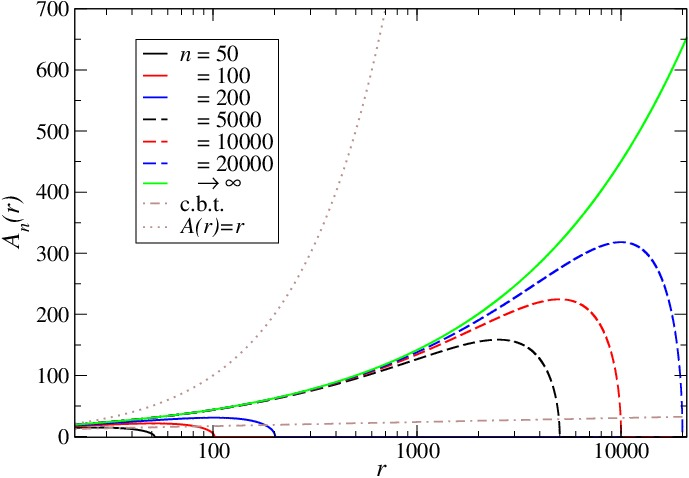 700
600
500
400
300
200
100
0
A_n(r)
n = 50
= 100
= 200
= 5000
= 10000
= 20000
→ ∞
c.b.t.
A(r)=r
100 1000 10000
r